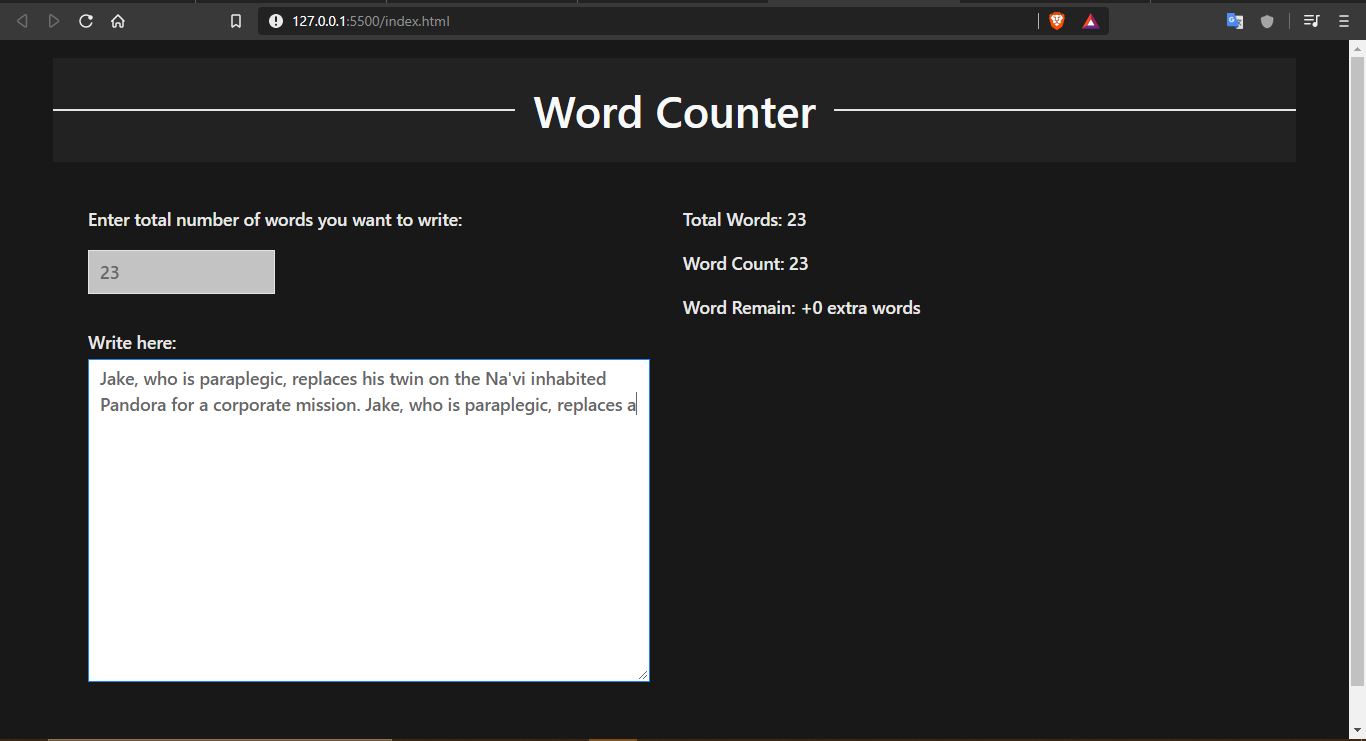 127.0.0.1:5500/index.html
Word Counter
Enter total number of words you want to write:
23
Write here:
Jake, who is paraplegic, replaces his twin on the Na'vi inhabited
Pandora for a corporate mission. Jake, who is paraplegic, replaces a
Total Words: 23
Word Count: 23
Word Remain: +0 extra words